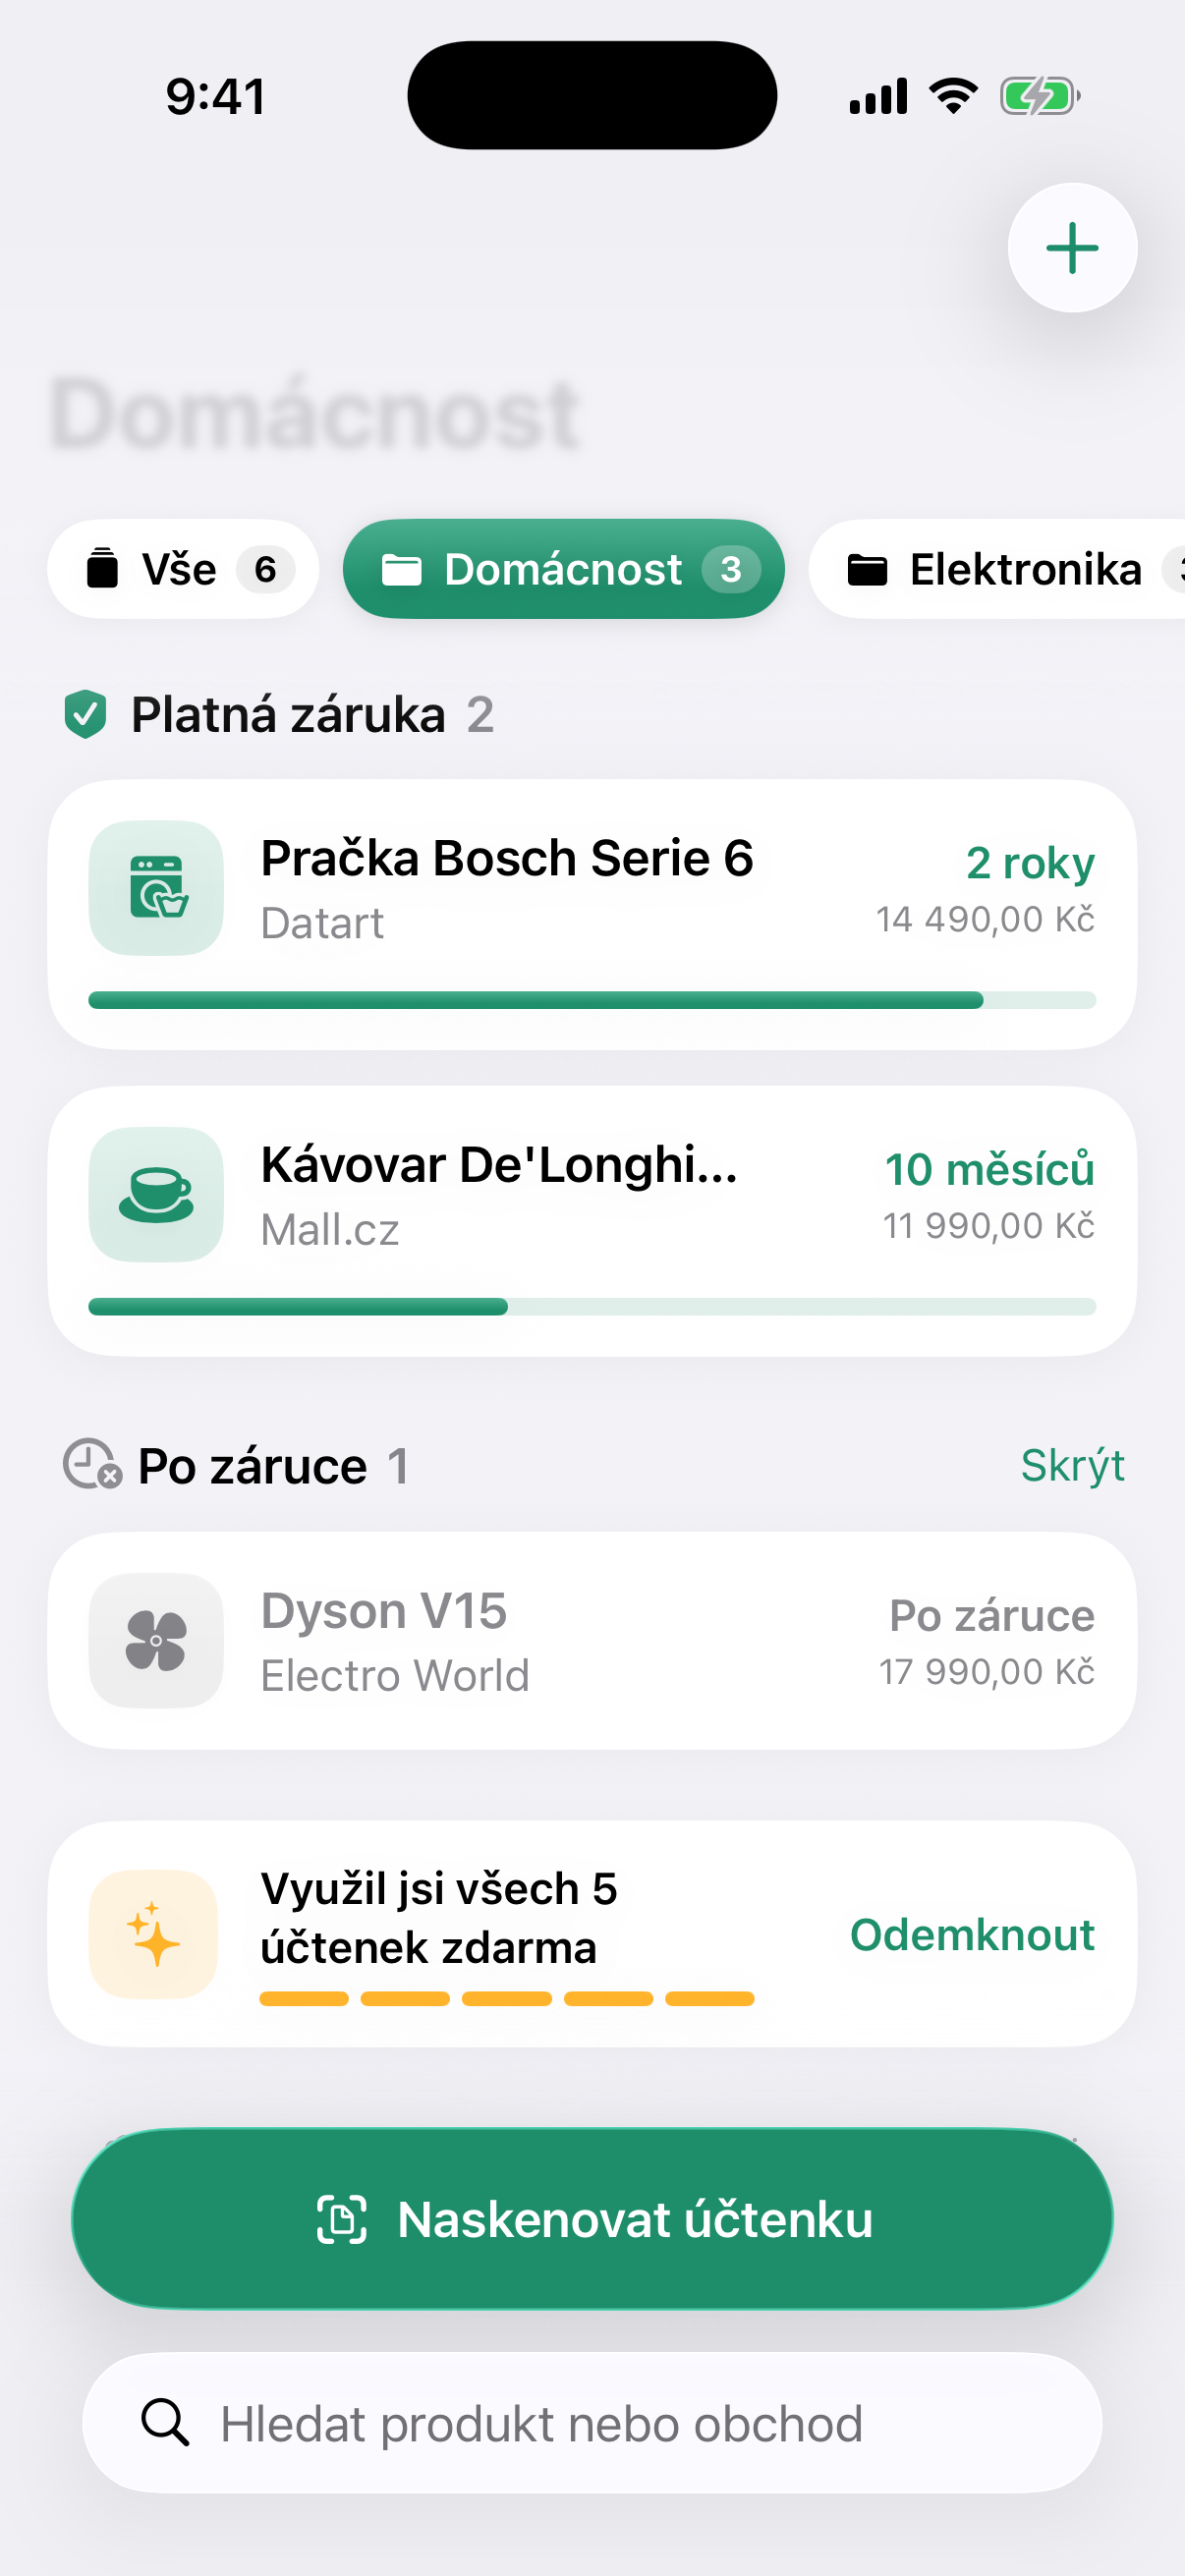 9:41
Domácnost
Vše 6
Domácnost 3
Elektronika
Platná záruka 2
Pračka Bosch Serie 6
2 roky
Datart
14 490,00 Kč
Kávovar De'Longhi...
10 měsíců
Mall.cz
11 990,00 Kč
Po záruce 1
Skrýt
Dyson V15
Po záruce
Electro World
17 990,00 Kč
Využil jsi všech 5
účtenek zdarma
Odemknout
Naskenovat účtenku
Hledat produkt nebo obchod